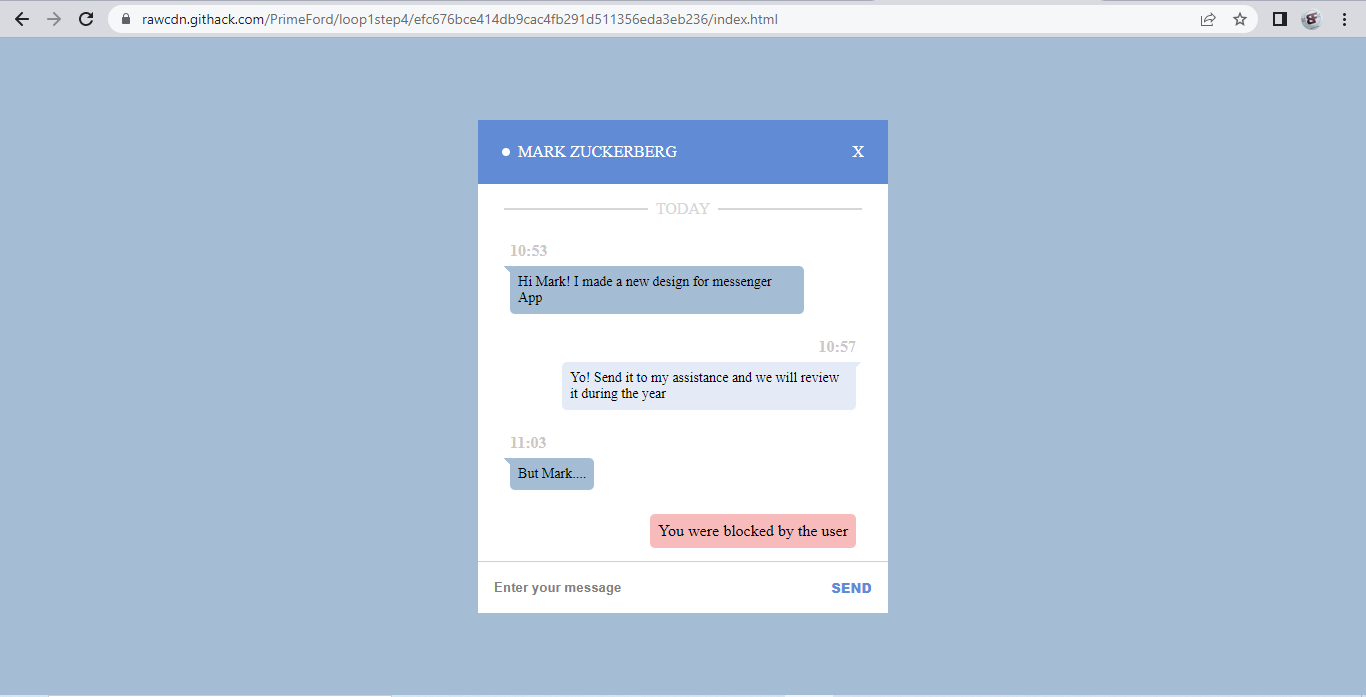 rawcdn.githack.com/PrimeFord/loop1step4/efc676bce414db9cac4fb291d511356eda3eb236/index.html
MARK ZUCKERBERG X
TODAY
10:53
Hi Mark! I made a new design for messenger
App
10:57
Yo! Send it to my assistance and we will review
it during the year
11:03
But Mark....
You were blocked by the user
Enter your message SEND